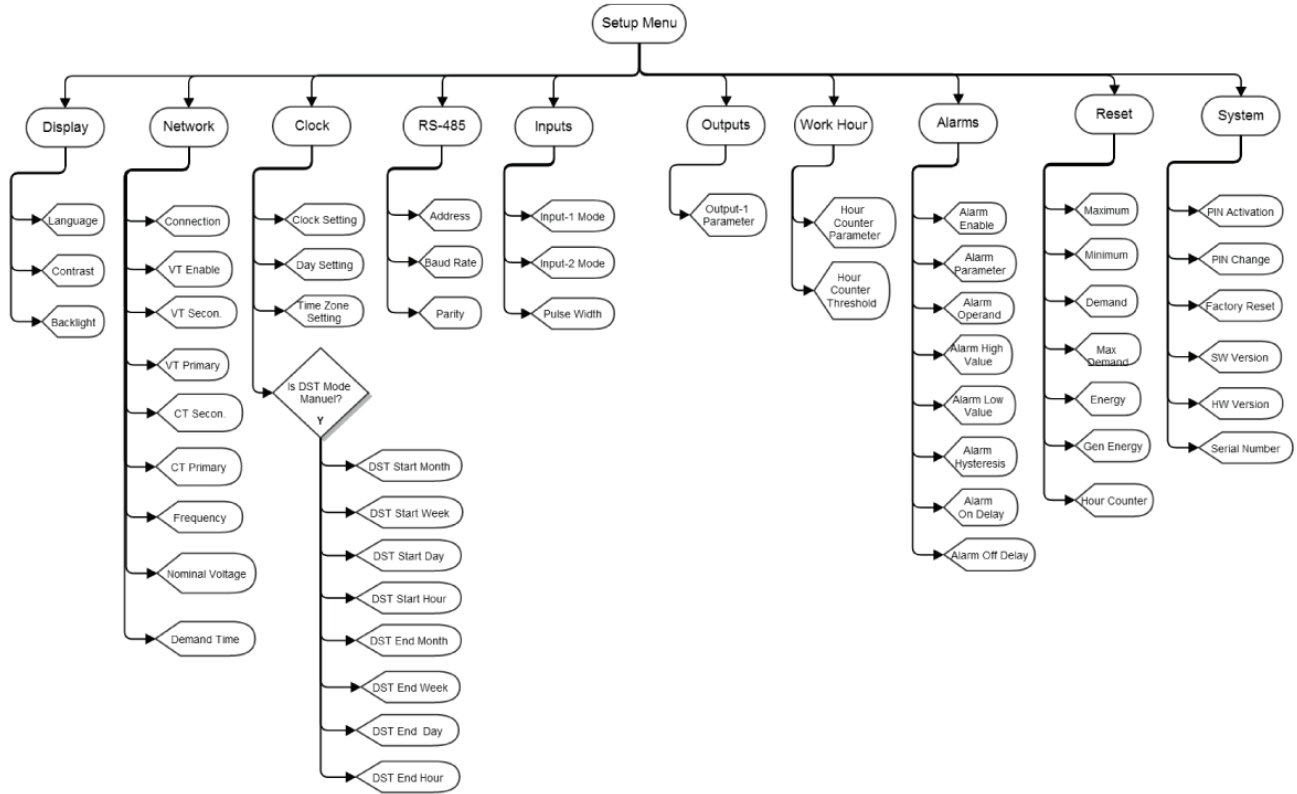 Setup Menu
Display
Network
Clock
RS-485
Inputs
Outputs
Work Hour
Alarms
Reset
System
Language
Contrast
Backlight
Connection
VT Enable
VT Secon.
VT Primary
CT Secon.
CT Primary
Frequency
Nominal Voltage
Demand Time
Clock Setting
Day Setting
Time Zone
Setting
Is DST Mode
Manuel?
Y
DST Start Month
DST Start Week
DST Start Day
DST Start Hour
DST End Month
DST End Week
DST End Day
DST End Hour
Address
Baud Rate
Parity
Input-1 Mode
Input-2 Mode
Pulse Width
Output-1
Parameter
Hour
Counter
Parameter
Hour
Counter
Threshold
Alarm
Enable
Alarm
Parameter
Alarm
Operand
Alarm High
Value
Alarm Low
Value
Alarm
Hysteresis
Alarm
On Delay
Alarm Off Delay
Maximum
Minimum
Demand
Max
Demand
Energy
Gen Energy
Hour Counter
PIN Activation
PIN Change
Factory Reset
SW Version
HW Version
Serial Number